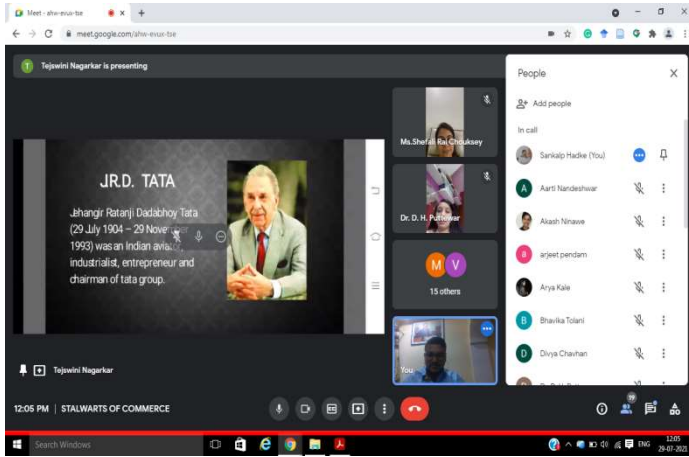 Meet - ahw-evux-tse
meet.google.com/ahw-evux-tse
T Tejswini Nagarkar is presenting
J.R.D. TATA
Jehangir Ratanji Dadabhoy Tata
(29 July 1904 – 29 November
1993) was an Indian aviator,
industrialist, entrepreneur and
chairman of tata group.
Tejswini Nagarkar
Ms.Shefali Rai Chouksey
Dr. D. H. Puttewar
M V
15 others
You
People
Add people
In call
Sankalp Hadke (You)
A Aarti Nandeshwar
Akash Ninawe
a arjeet pendam
Arya Kale
B Bhavika Tolani
D Divya Chavhan
12:05 PM | STALWARTS OF COMMERCE
Search Windows
ENG
12:05
29-07-2021